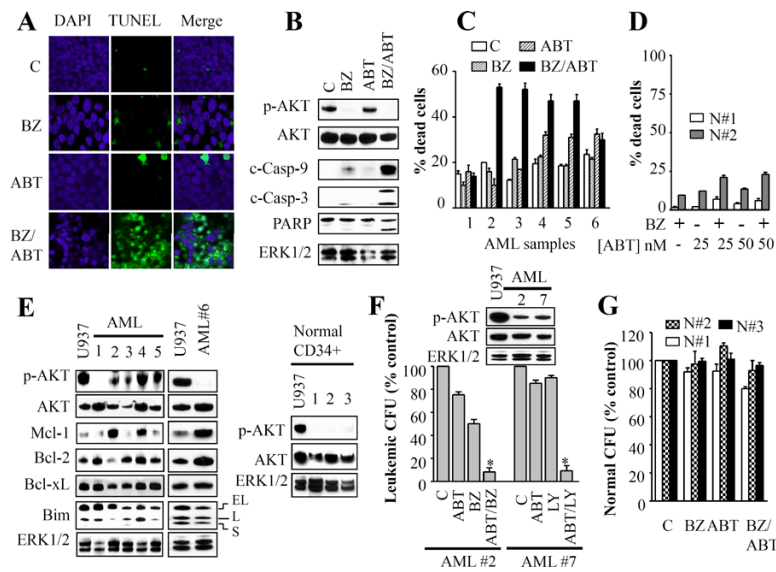 A
DAPI TUNEL Merge
C
BZ
ABT
BZ/
ABT
B
C BZ ABT BZ/ABT
p-AKT
AKT
c-Casp-9
c-Casp-3
PARP
ERK1/2
C
C ABT
BZ BZ/ABT
% dead cells
60
40
20
0
1 2 3 4 5 6
AML samples
D
% dead cells
100
75
50
25
0
N#1
N#2
BZ + - + - +
[ABT] nM - 25 25 50 50
E
U937 AML U937 AML#6
1 2 3 4 5
p-AKT
AKT
Mcl-1
Bcl-2
Bcl-xL
Bim
EL
L
S
ERK1/2
Normal
CD34+
U937 1 2 3
p-AKT
AKT
ERK1/2
F
U937 AML
2 7
p-AKT
AKT
ERK1/2
Leukemic CFU (% control)
100
80
60
40
20
0
* *
C ABT BZ ABT/BZ C ABT LY ABT/LY
AML #2 AML #7
G
N#2 N#3
N#1
Normal CFU (% control)
120
100
80
60
40
20
0
C BZ ABT BZ/
ABT